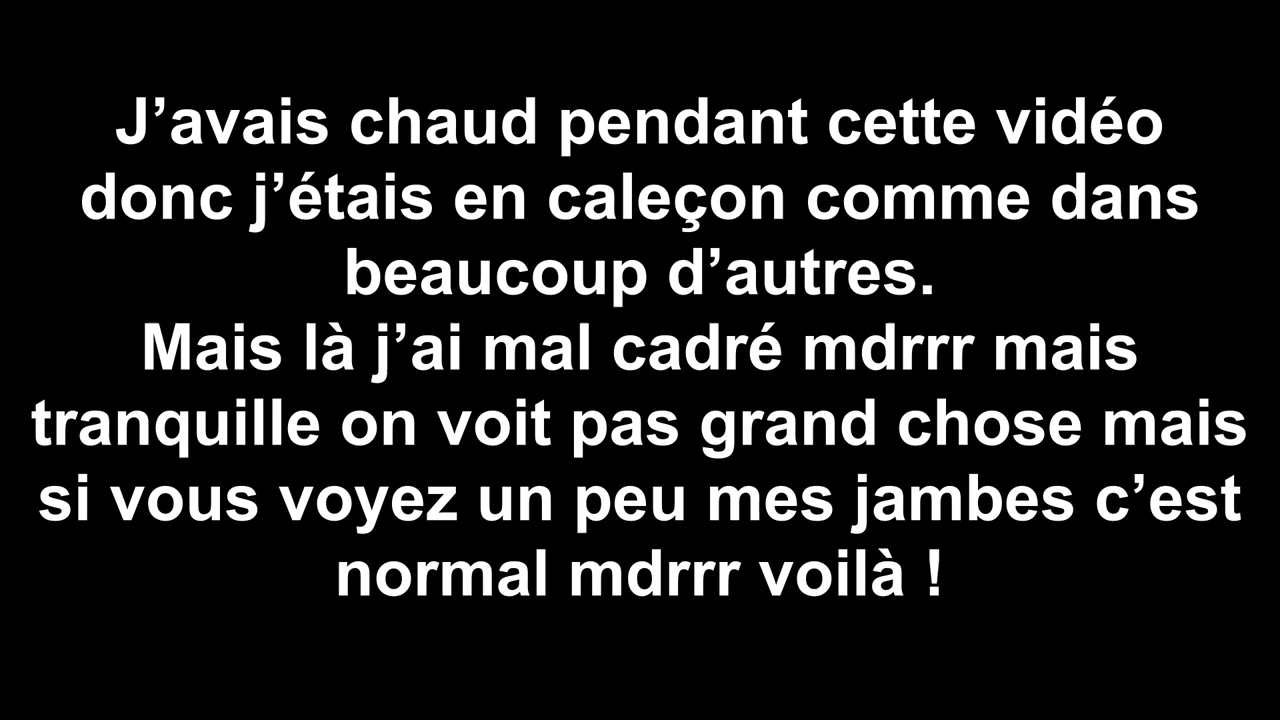 J’avais chaud pendant cette vidéo
donc j’étais en caleçon comme dans
beaucoup d’autres.
Mais là j’ai mal cadré mdrrr mais
tranquille on voit pas grand chose mais
si vous voyez un peu mes jambes c’est
normal mdrrr voilà !